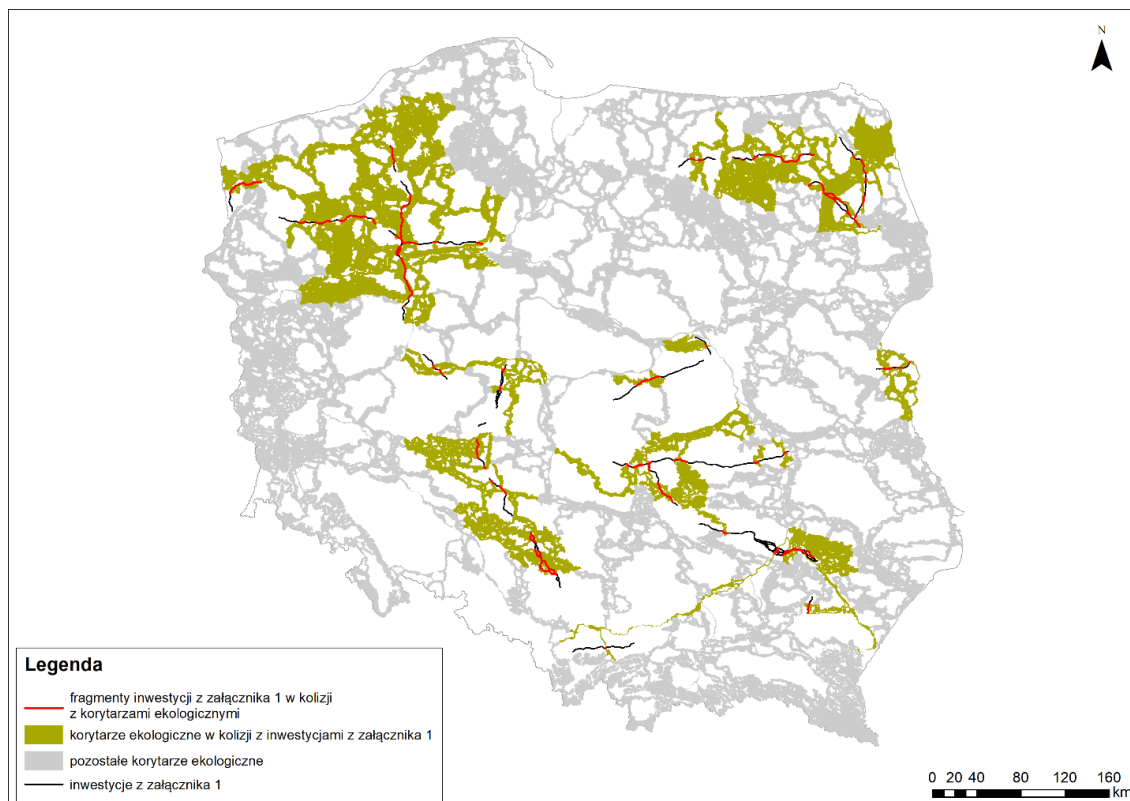 N
Legenda
fragmenty inwestycji z załącznika 1 w kolizji
z korytarzami ekologicznymi
korytarze ekologiczne w kolizji z inwestycjami z załącznika 1
pozostałe korytarze ekologiczne
inwestycje z załącznika 1
0 20 40 80 120 160
km